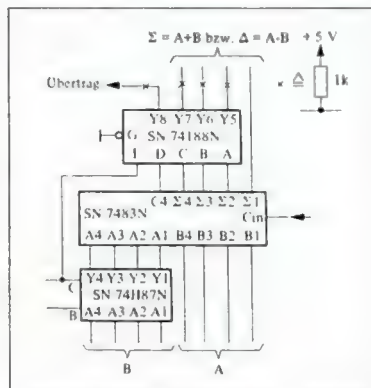 Σ = A+B bzw. Δ = A-B + 5 V
Übertrag
x ≙ 1k
Y8 Y7 Y6 Y5
G SN 74188N
E D C B A
C4 Σ4 Σ3 Σ2 Σ1
SN 7483N Cin
A4 A3 A2 A1 B4 B3 B2 B1
C Y4 Y3 Y2 Y1
SN 74H87N
B A4 A3 A2 A1
B A